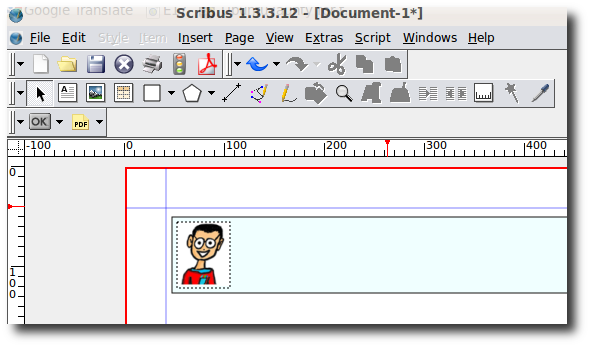 Google Translate
Scribus 1.3.3.12 - [Document-1*]
File Edit Style Item Insert Page View Extras Script Windows Help
OK PDF
-100 0 100 200 300 400
0
100